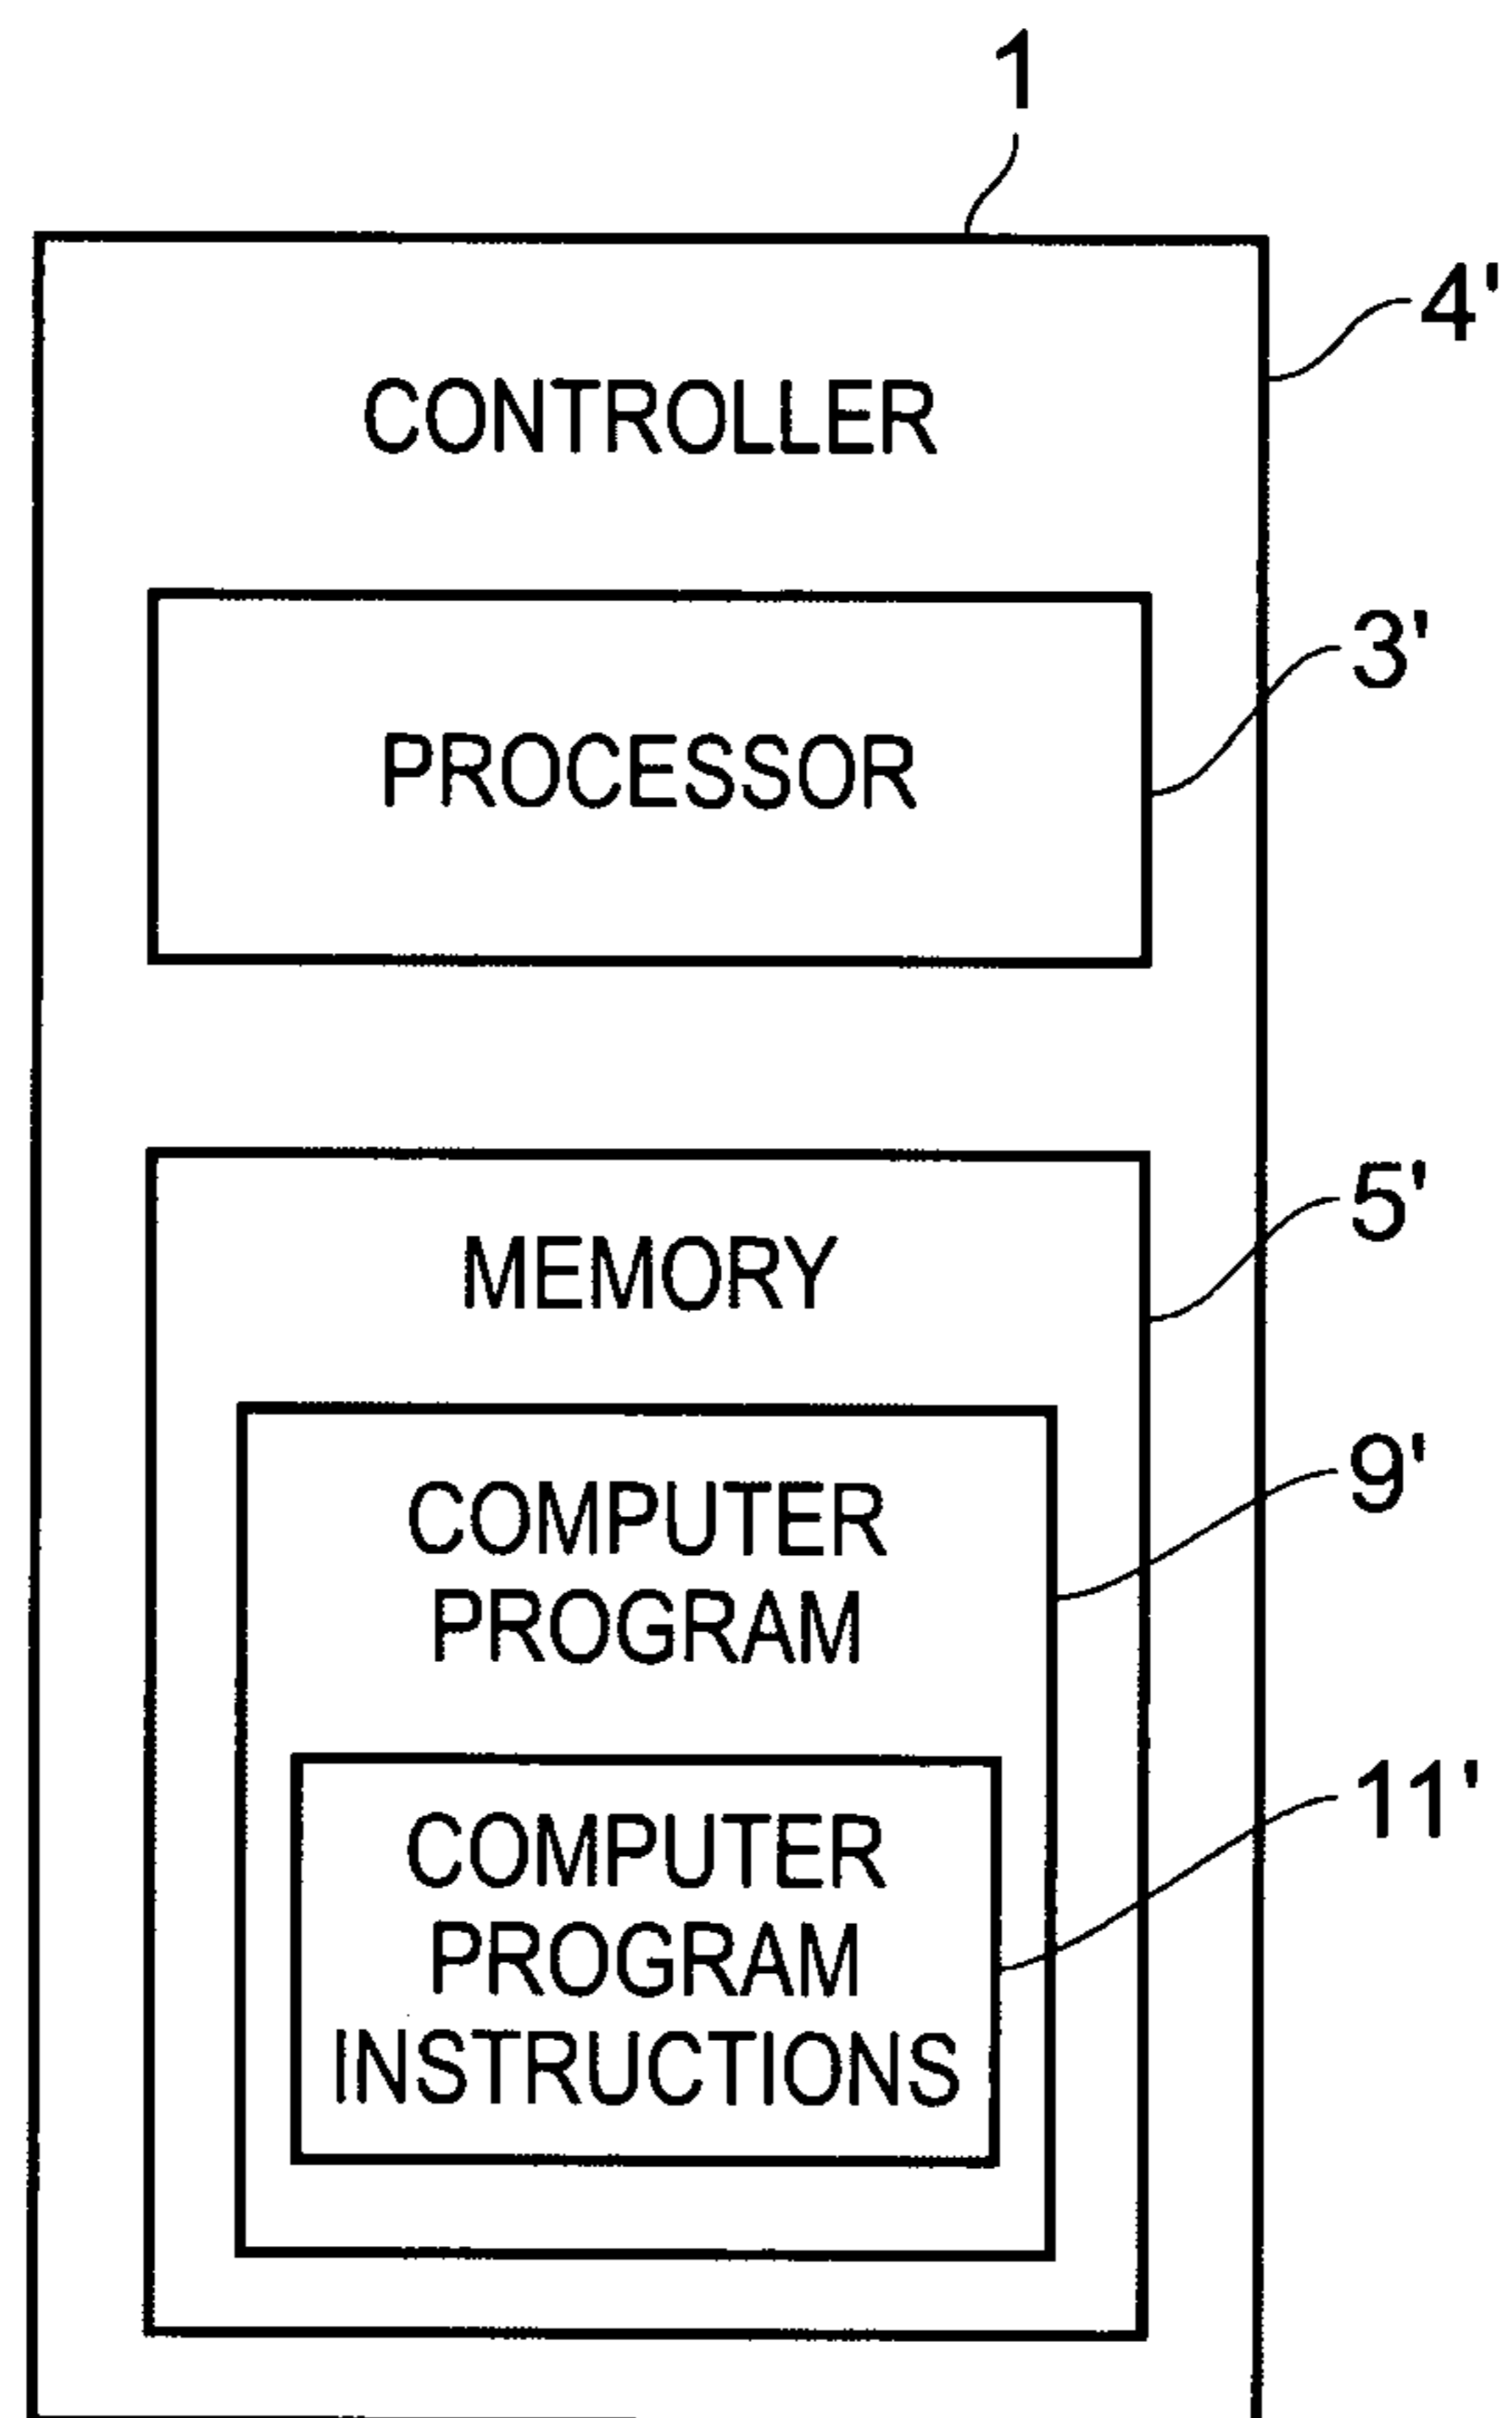 1
4'
CONTROLLER
3'
PROCESSOR
5'
MEMORY
9'
COMPUTER
PROGRAM
11'
COMPUTER
PROGRAM
INSTRUCTIONS